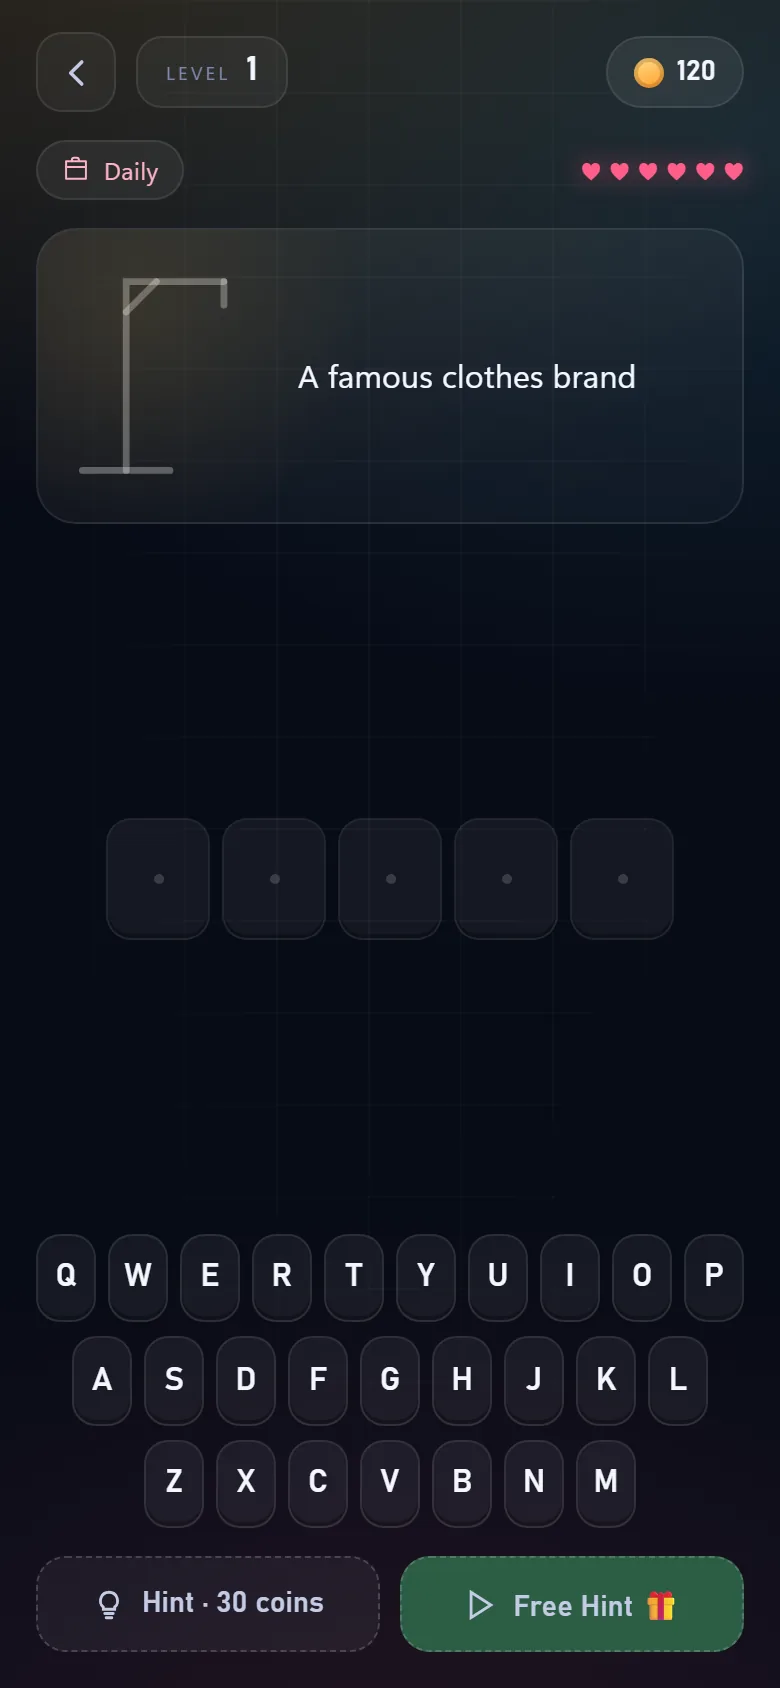 LEVEL 1
120
Daily
A famous clothes brand
Q W E R T Y U I O P
A S D F G H J K L
Z X C V B N M
Hint · 30 coins
Free Hint 🎁